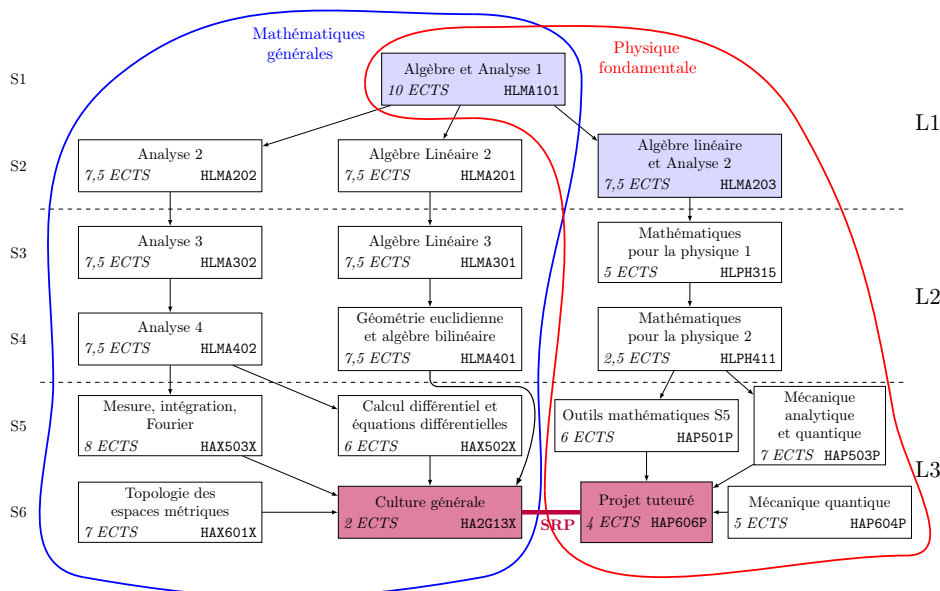 Mathématiques
générales
Physique
fondamentale
S1
Algèbre et Analyse 1
10 ECTS HLMA101
L1
S2
Analyse 2
7,5 ECTS HLMA202
Algèbre Linéaire 2
7,5 ECTS HLMA201
Algèbre linéaire
et Analyse 2
7,5 ECTS HLMA203
S3
Analyse 3
7,5 ECTS HLMA302
Algèbre Linéaire 3
7,5 ECTS HLMA301
Mathématiques
pour la physique 1
5 ECTS HLPH315
L2
S4
Analyse 4
7,5 ECTS HLMA402
Géométrie euclidienne
et algèbre bilinéaire
7,5 ECTS HLMA401
Mathématiques
pour la physique 2
2,5 ECTS HLPH411
S5
Mesure, intégration,
Fourier
8 ECTS HAX503X
Calcul différentiel et
équations différentielles
6 ECTS HAX502X
Outils mathématiques S5
6 ECTS HAP501P
Mécanique
analytique
et quantique
7 ECTS HAP503P
L3
S6
Topologie des
espaces métriques
7 ECTS HAX601X
Culture générale
2 ECTS HA2G13X
SRP
Projet tuteuré
4 ECTS HAP606P
Mécanique quantique
5 ECTS HAP604P